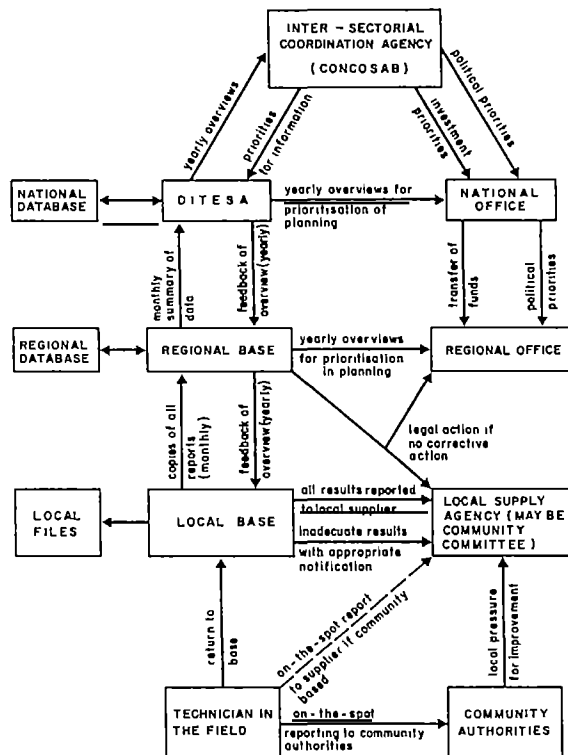 INTER - SECTORIAL
COORDINATION AGENCY
(CONCOSAB)
yearly overviews
priorities
for information
investment
priorities
political priorities
NATIONAL
DATABASE
DITESA
yearly overviews for
prioritisation of
planning
NATIONAL
OFFICE
monthly
summary of
data
feedback of
overview (yearly)
transfer of
funds
political
priorities
REGIONAL
DATABASE
REGIONAL BASE
yearly overviews
for prioritisation
in planning
REGIONAL OFFICE
copies of all
reports
(monthly)
feedback of
overview (yearly)
legal action if
no corrective
action
LOCAL
FILES
LOCAL BASE
all results reported
to local supplier
inadequate results
with appropriate
notification
LOCAL SUPPLY
AGENCY (MAY BE
COMMUNITY
COMMITTEE)
return to
base
on-the-spot report
to supplier if community
based
local pressure
for improvement
TECHNICIAN IN
THE FIELD
on-the-spot
reporting to community
authorities
COMMUNITY
AUTHORITIES